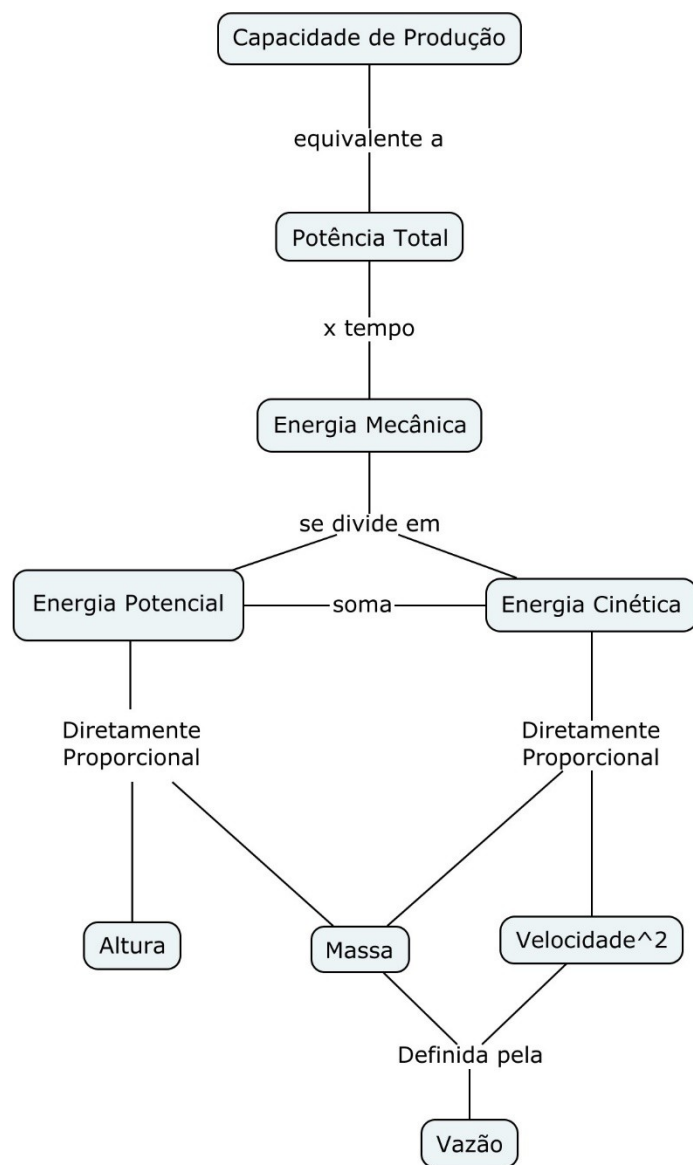 Capacidade de Produção
equivalente a
Potência Total
x tempo
Energia Mecânica
se divide em
Energia Potencial
soma
Energia Cinética
Diretamente
Proporcional
Diretamente
Proporcional
Altura
Massa
Velocidade^2
Definida pela
Vazão